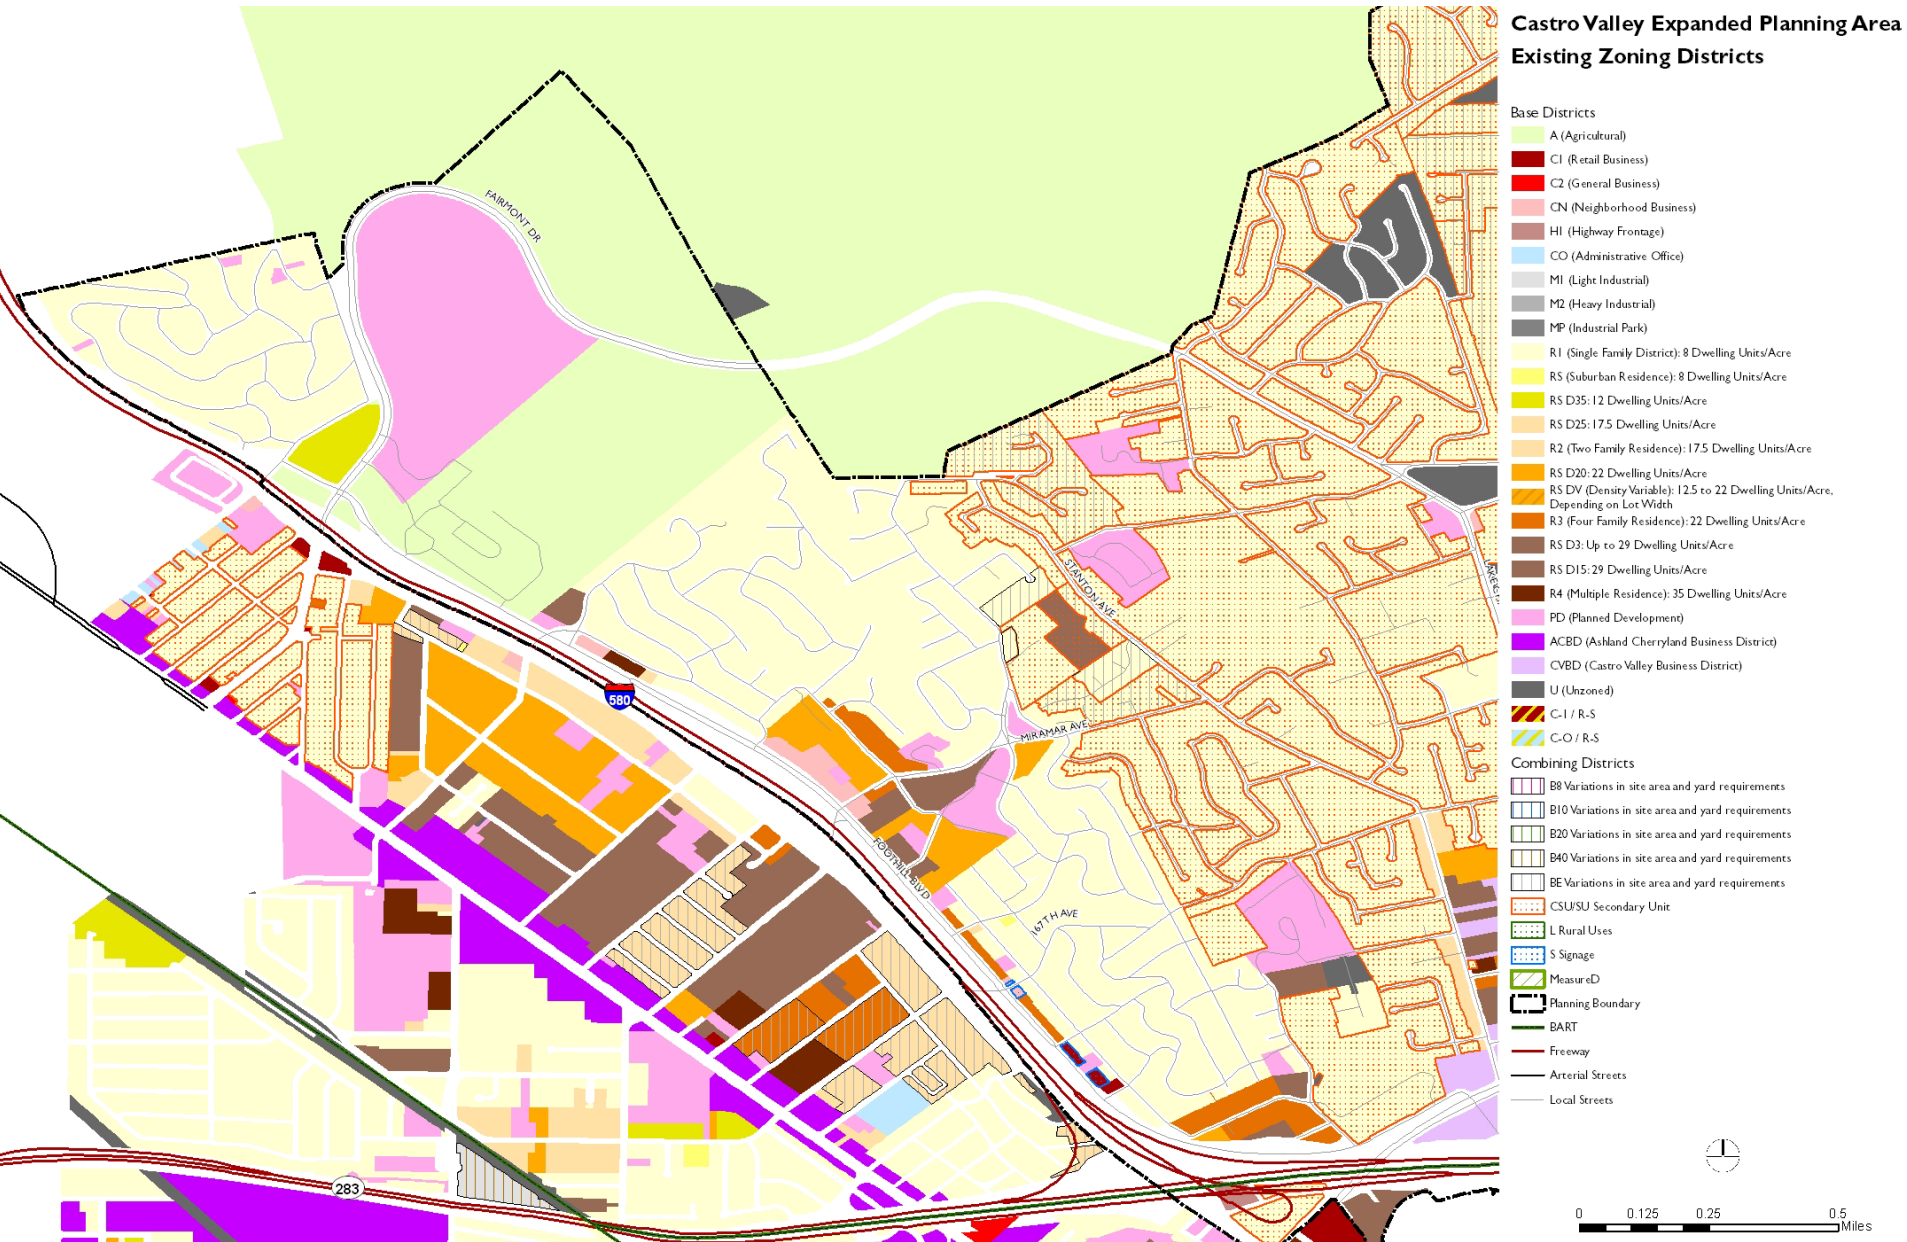 Castro Valley Expanded Planning Area
Existing Zoning Districts
Base Districts
A (Agricultural)
C1 (Retail Business)
C2 (General Business)
CN (Neighborhood Business)
H1 (Highway Frontage)
CO (Administrative Office)
M1 (Light Industrial)
M2 (Heavy Industrial)
MP (Industrial Park)
R1 (Single Family District): 8 Dwelling Units/Acre
RS (Suburban Residence): 8 Dwelling Units/Acre
RS D35: 12 Dwelling Units/Acre
RS D25: 17.5 Dwelling Units/Acre
R2 (Two Family Residence): 17.5 Dwelling Units/Acre
RS D20: 22 Dwelling Units/Acre
RS DV (Density Variable): 12.5 to 22 Dwelling Units/Acre,
Depending on Lot Width
R3 (Four Family Residence): 22 Dwelling Units/Acre
RS D3: Up to 29 Dwelling Units/Acre
RS D15: 29 Dwelling Units/Acre
R4 (Multiple Residence): 35 Dwelling Units/Acre
PD (Planned Development)
ACBD (Ashland Cherryland Business District)
CVBD (Castro Valley Business District)
U (Unzoned)
C-1 / R-S
C-O / R-S
Combining Districts
B8 Variations in site area and yard requirements
B10 Variations in site area and yard requirements
B20 Variations in site area and yard requirements
B40 Variations in site area and yard requirements
BE Variations in site area and yard requirements
CSU/SU Secondary Unit
L Rural Uses
S Signage
MeasureD
Planning Boundary
BART
Freeway
Arterial Streets
Local Streets
0 0.125 0.25 0.5
Miles
FAIRMONT DR
STANTON AVE
MIRAMAR AVE
580
FOOTHILL BLVD
167TH AVE
283